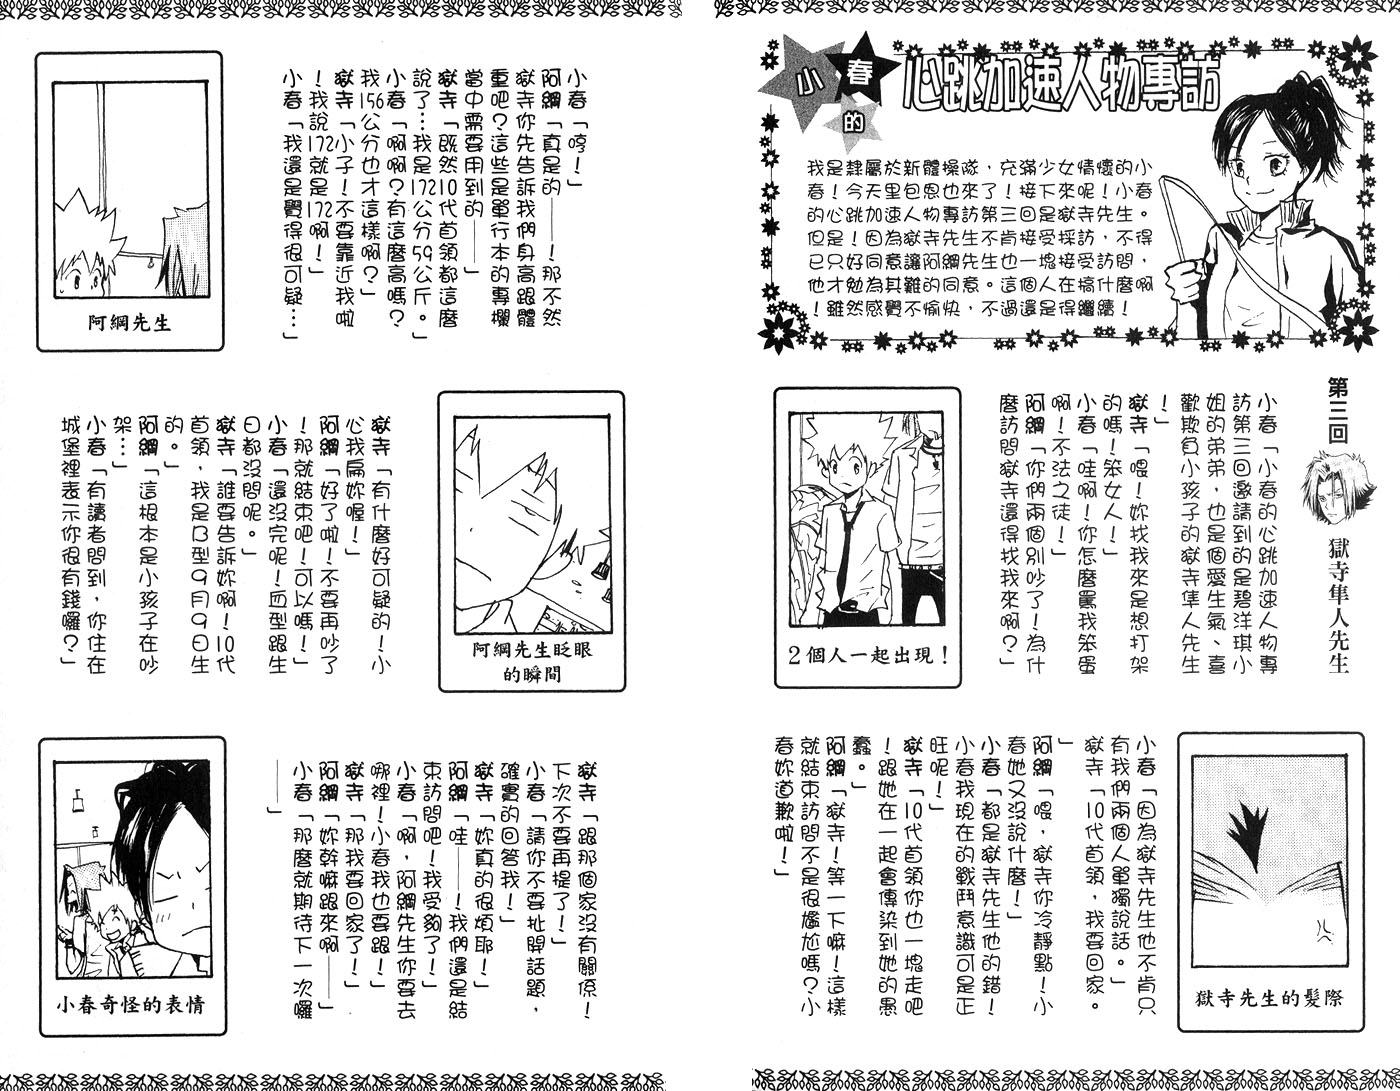 小春的
心跳加速人物專訪
我是隸屬於新體操隊，充滿少女情懷的小
春！今天里包恩也來了！接下來呢！小春
的心跳加速人物專訪第三回是獄寺先生。
但是！因為獄寺先生不肯接受採訪，不得
已只好同意讓阿綱先生也一塊接受訪問，
他才勉為其難的同意。這個人在搞什麼啊
！雖然感覺不愉快，不過還是得繼續！
第三回 獄寺隼人先生
小春「小春的心跳加速人物專
訪第三回邀請到的是碧洋琪小
姐的弟弟，也是個愛生氣、喜
歡欺負小孩子的獄寺隼人先生
！」
獄寺「喂！妳找我來是想打架
的嗎！笨女人！」
小春「哇啊！你怎麼罵我笨蛋
啊！不法之徒！」
阿綱「你們兩個別吵了！為什
麼訪問獄寺還得找我來啊？」
2個人一起出現！
獄寺先生的髮際
小春「因為獄寺先生他不肯只
有我們兩個人單獨說話。」
獄寺「10代首領，我要回家。
」
阿綱「喂，獄寺你冷靜點！小
春她又沒說什麼！」
小春「都是獄寺先生他的錯！
小春我現在的戰鬥意識可是正
旺呢！」
獄寺「10代首領你也一塊走吧
！跟她在一起會傳染到她的愚
蠢。」
阿綱「獄寺！等一下嘛！這樣
就結束訪問不是很尷尬嗎？小
春妳道歉啦！」
小春「哼！」
阿綱「真是的——！那不然
獄寺你先告訴我們身高跟體
重吧？這些是單行本的專欄
當中需要用到的——」
獄寺「既然10代首領都這麼
說了…我是172公分59公斤。」
小春「啊啊？有這麼高嗎？
我156公分也才這樣啊？」
獄寺「小子！不要靠近我啦
！我說172就是172啊！」
小春「我還是覺得很可疑…」
阿綱先生
阿綱先生眨眼
的瞬間
獄寺「有什麼好可疑的！小
心我扁妳喔！」
阿綱「好了啦！不要再吵了
！那就結束吧！可以嗎！」
小春「還沒完呢！血型跟生
日都沒問呢。」
獄寺「誰要告訴妳啊！10代
首領，我是B型9月9日生
的。」
阿綱「這根本是小孩子在吵
架…」
小春「有讀者問到，你住在
城堡裡表示你很有錢囉？」
獄寺「跟那個家沒有關係！
下次不要再提了！」
小春「請你不要扯開話題，
確實的回答我！」
獄寺「妳真的很煩耶！」
阿綱「哇——！我們還是結
束訪問吧！我受夠了！」
小春「啊，阿綱先生你要去
哪裡！小春我也要跟！」
獄寺「那我要回家了！」
阿綱「妳幹嘛跟來啊——」
小春「那麼就期待下一次囉
——」
小春奇怪的表情